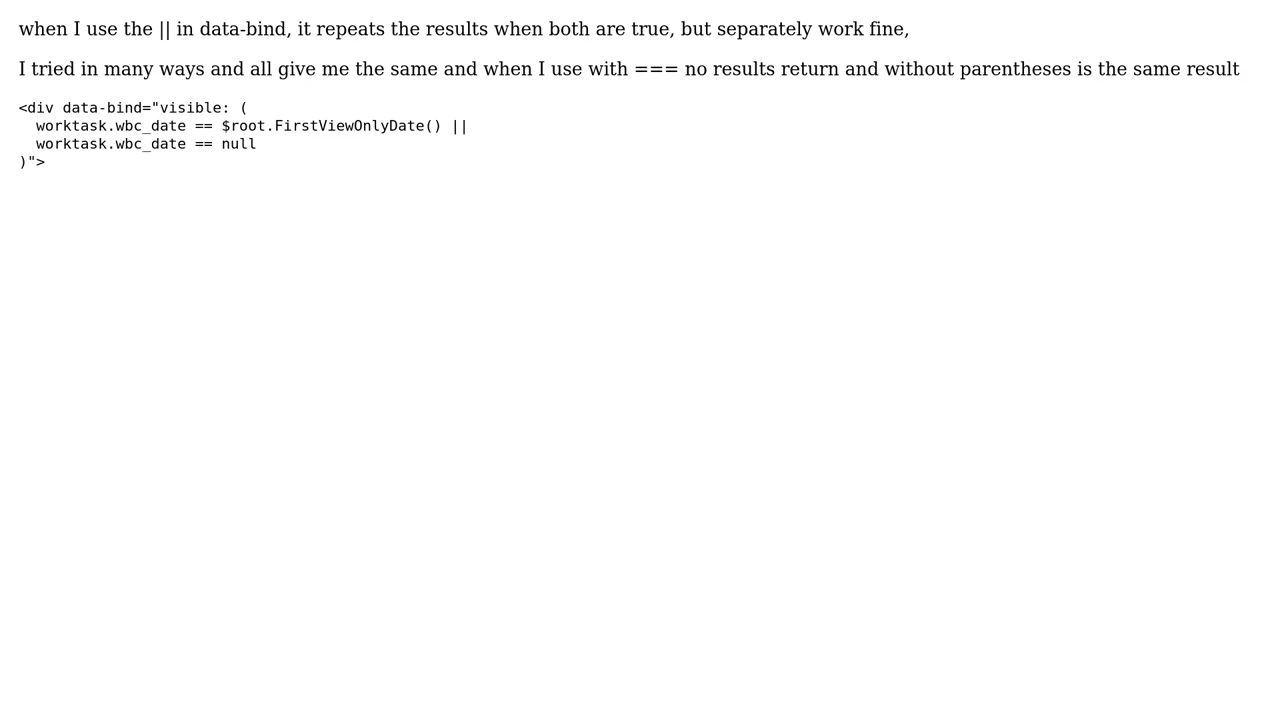 when I use the || in data-bind, it repeats the results when both are true, but separately work fine,
I tried in many ways and all give me the same and when I use with === no results return and without parentheses is the same result
<div data-bind="visible: (
  worktask.wbc_date == $root.FirstViewOnlyDate() ||
  worktask.wbc_date == null
)">